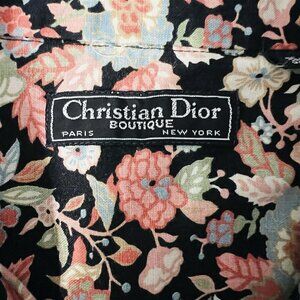 Christian Dior
BOUTIQUE
PARIS NEW YORK